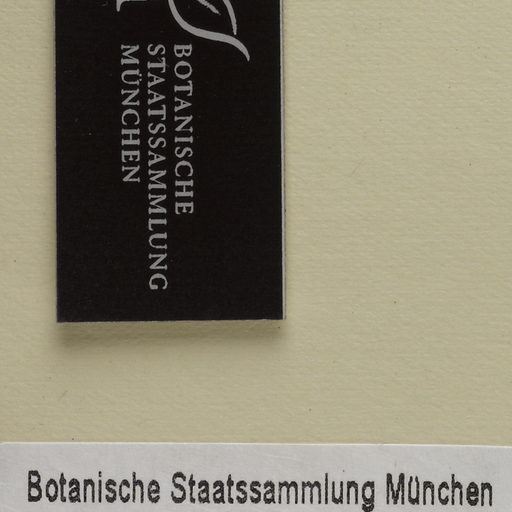 BOTANISCHE
STAATSSAMMLUNG
MÜNCHEN
Botanische Staatssammlung München